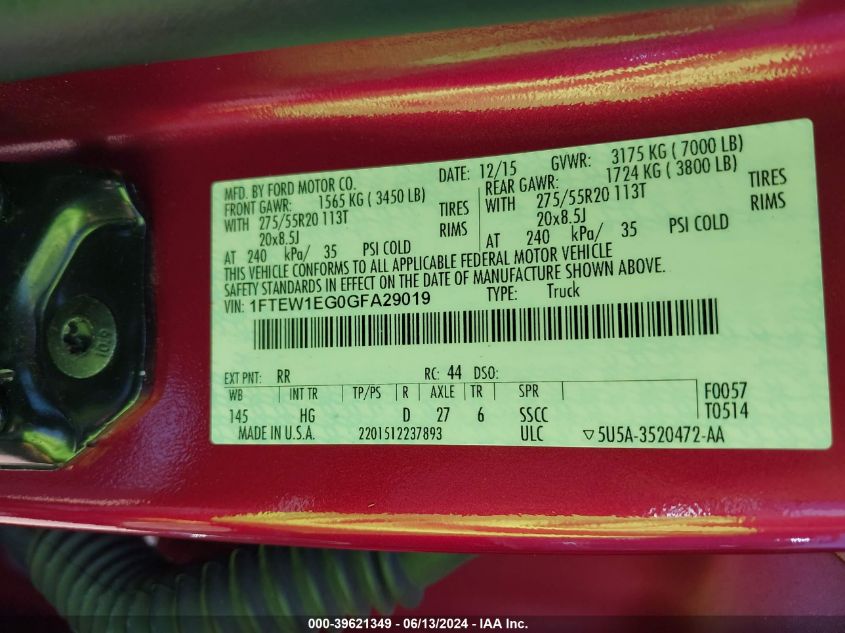 MFD. BY FORD MOTOR CO. DATE: 12/15 GVWR: 3175 KG ( 7000 LB)
FRONT GAWR: 1565 KG ( 3450 LB) REAR GAWR: 1724 KG ( 3800 LB)
WITH 275/55R20 113T TIRES WITH 275/55R20 113T TIRES
20x8.5J RIMS 20x8.5J RIMS
AT 240 kPa/ 35 PSI COLD AT 240 kPa/ 35 PSI COLD
THIS VEHICLE CONFORMS TO ALL APPLICABLE FEDERAL MOTOR VEHICLE
SAFETY STANDARDS IN EFFECT ON THE DATE OF MANUFACTURE SHOWN ABOVE.
VIN: 1FTEW1EG0GFA29019 TYPE: Truck
EXT PNT: RR RC: 44 DSO:
WB INT TR TP/PS R AXLE TR SPR F0057
145 HG D 27 6 SSCC T0514
MADE IN U.S.A. 2201512237893 ULC ▽5U5A-3520472-AA
000-39621349 - 06/13/2024 - IAA Inc.